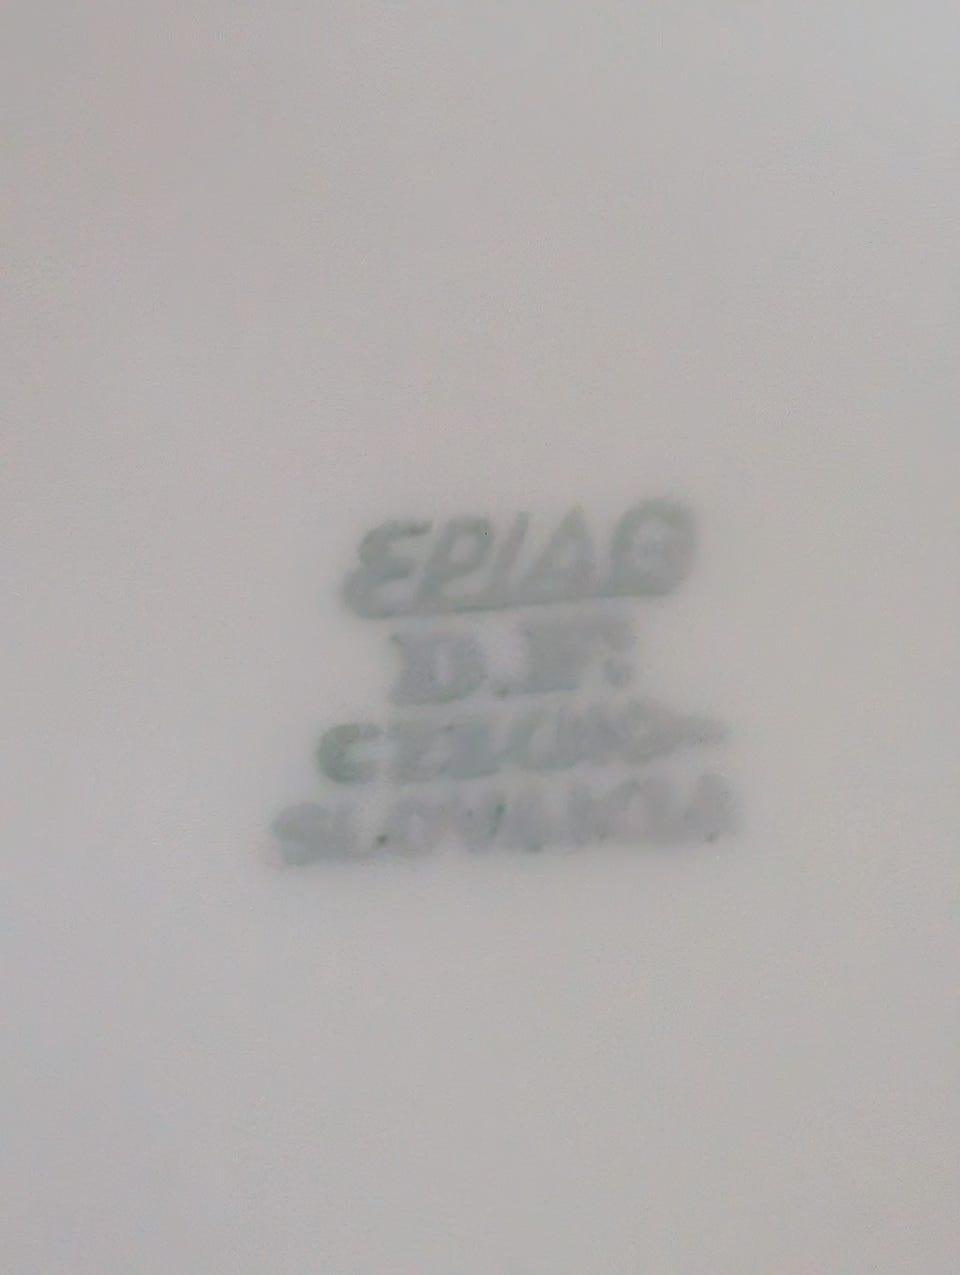 EPIAG
D.F.
CZECHO-
SLOVAKIA